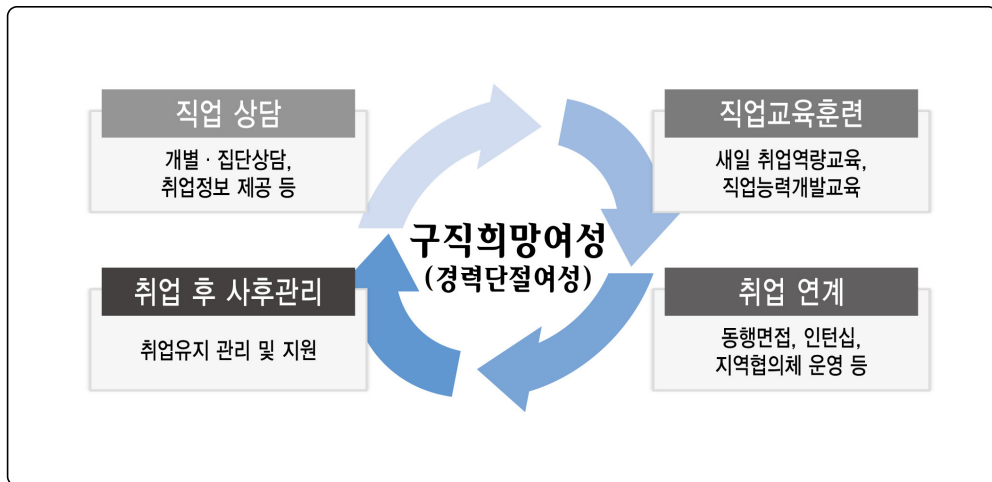 직업 상담
개별 · 집단상담,
취업정보 제공 등
직업교육훈련
새일 취업역량교육,
직업능력개발교육
구직희망여성
(경력단절여성)
취업 후 사후관리
취업유지 관리 및 지원
취업 연계
동행면접, 인턴십,
지역협의체 운영 등